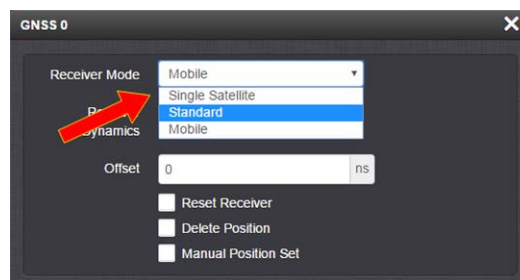 GNSS 0
Receiver Mode Mobile
Single Satellite
Standard
Dynamics Mobile
Offset 0 ns
Reset Receiver
Delete Position
Manual Position Set